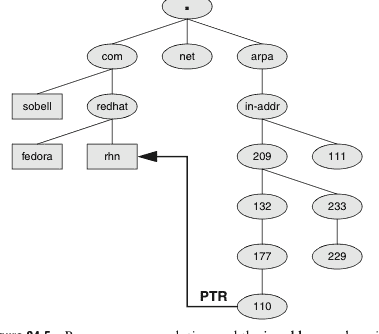 .
com net arpa
sobell redhat in-addr
fedora rhn 209 111
132 233
177 229
PTR 110